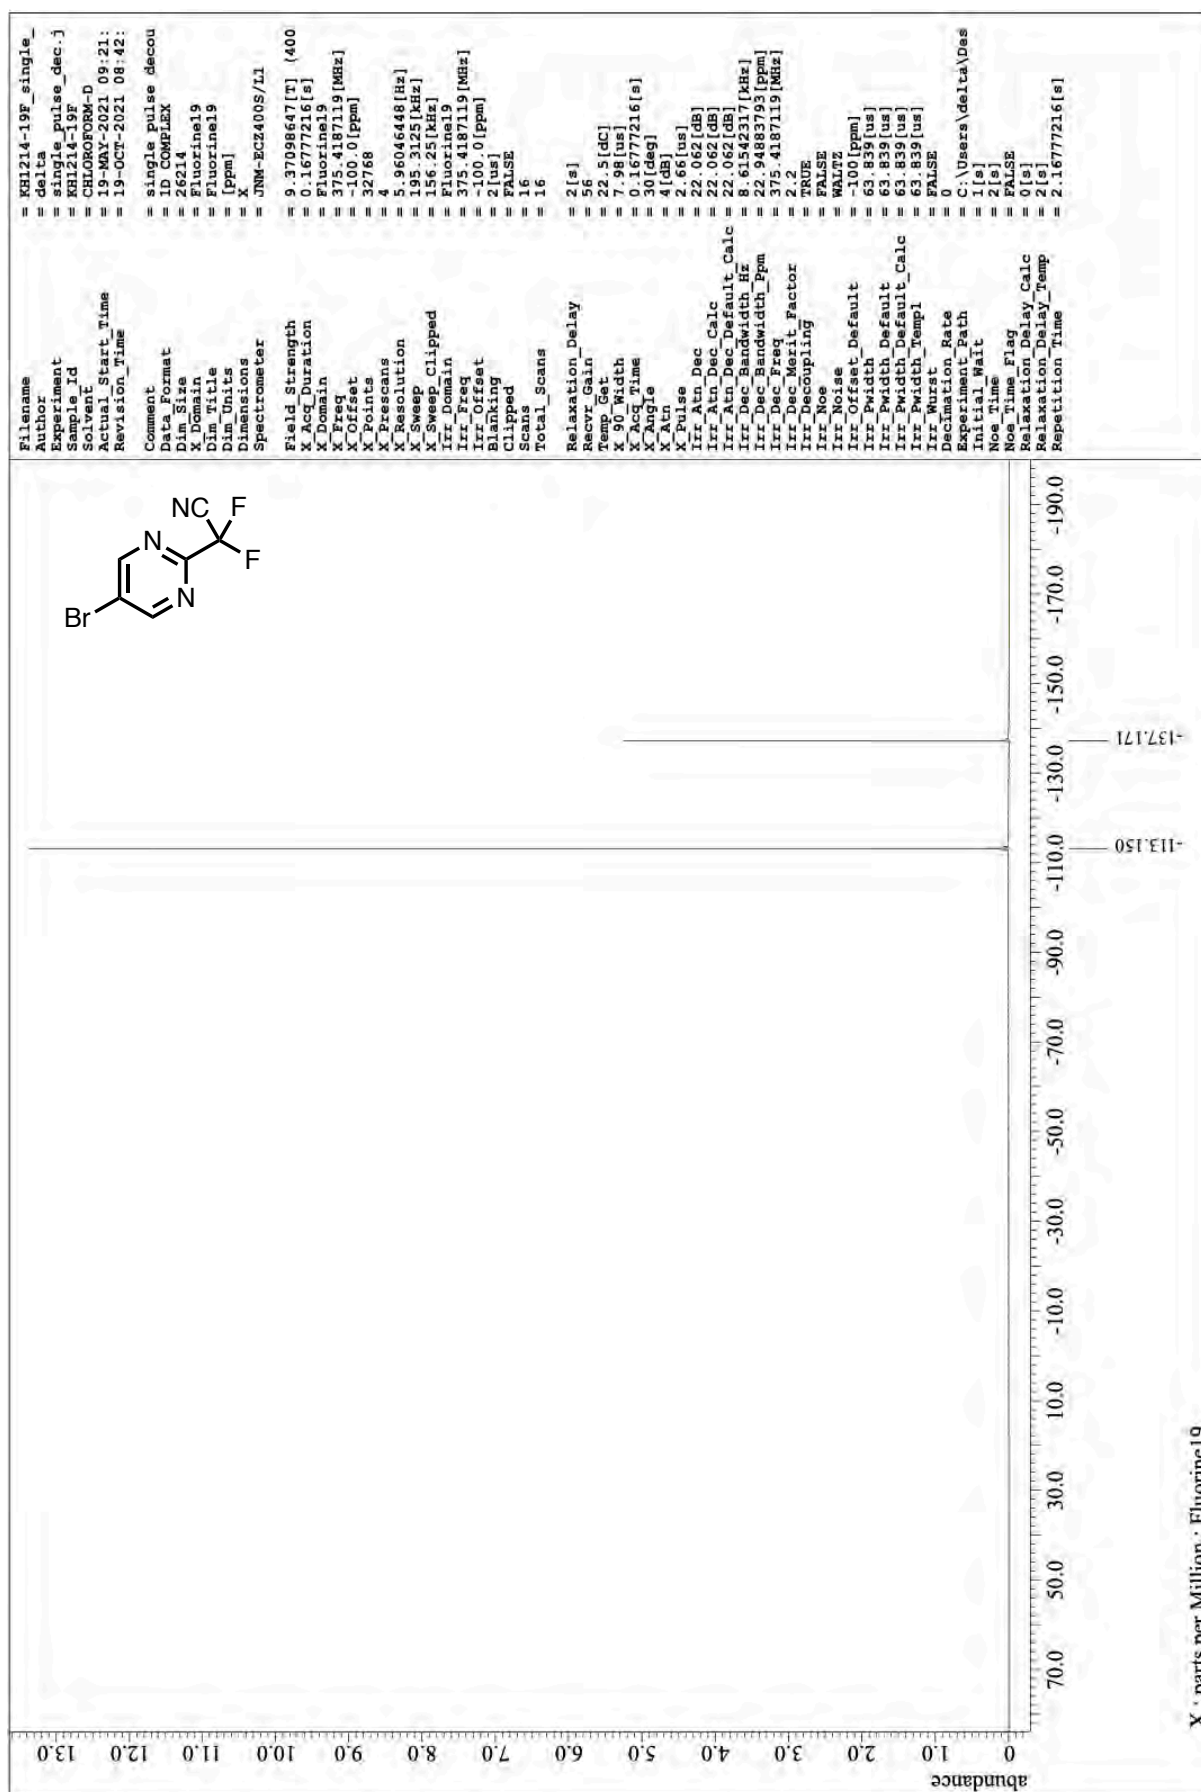 Filename = KH1214-19F_single_
Author = delta
Experiment = single_pulse_dec.j
Sample_Id = KH1214-19F
Solvent = CHLOROFORM-D
Actual_Start_Time = 19-MAY-2021 09:21:
Revision_Time = 19-OCT-2021 08:42:
Comment = single pulse decou
Data_Format = 1D COMPLEX
Dim_Size = 26214
X_Domain = Fluorine19
Dim_Title = Fluorine19
Dim_Units = [ppm]
Dimensions = X
Spectrometer = JNM-ECZ400S/L1
Field_Strength = 9.37098647[T] (400
X_Acq_Duration = 0.16777216[s]
X_Domain = Fluorine19
X_Freq = 375.4187119[MHz]
X_Offset = -100.0[ppm]
X_Points = 32768
X_Prescans = 4
X_Resolution = 5.96046448[Hz]
X_Sweep = 195.3125[kHz]
X_Sweep_Clipped = 156.25[kHz]
Irr_Domain = Fluorine19
Irr_Freq = 375.4187119[MHz]
Irr_Offset = -100.0[ppm]
Blanking = 2[us]
Clipped = FALSE
Scans = 16
Total_Scans = 16
Relaxation_Delay = 2[s]
Recvr_Gain = 56
Temp_Get = 22.5[dC]
X_90_Width = 7.98[us]
X_Acq_Time = 0.16777216[s]
X_Angle = 30[deg]
X_Atn = 4[dB]
X_Pulse = 2.66[us]
Irr_Atn_Dec = 22.062[dB]
Irr_Atn_Dec_Calc = 22.062[dB]
Irr_Atn_Dec_Default_Calc = 22.062[dB]
Irr_Dec_Bandwidth_Hz = 8.61542317[kHz]
Irr_Dec_Bandwidth_Ppm = 22.94883793[ppm]
Irr_Dec_Freq = 375.4187119[MHz]
Irr_Dec_Merit_Factor = 2.2
Irr_Decoupling = TRUE
Irr_Noe = FALSE
Irr_Noise = WALTZ
Irr_Offset_Default = -100[ppm]
Irr_Pwidth = 63.839[us]
Irr_Pwidth_Default = 63.839[us]
Irr_Pwidth_Default_Calc = 63.839[us]
Irr_Pwidth_Temp1 = 63.839[us]
Irr_Wurst = FALSE
Decimation_Rate = 0
Experiment_Path = C:\Users\delta\Des
Initial_Wait = 1[s]
Noe_Time = 2[s]
Noe_Time_Flag = FALSE
Relaxation_Delay_Calc = 0[s]
Relaxation_Delay_Temp = 2[s]
Repetition_Time = 2.16777216[s]
NC
F
F
N
N
Br
abundance
0 1.0 2.0 3.0 4.0 5.0 6.0 7.0 8.0 9.0 10.0 11.0 12.0 13.0
70.0 50.0 30.0 10.0 -10.0 -30.0 -50.0 -70.0 -90.0 -110.0 -130.0 -150.0 -170.0 -190.0
-113.150
-137.171
X : parts per Million : Fluorine19